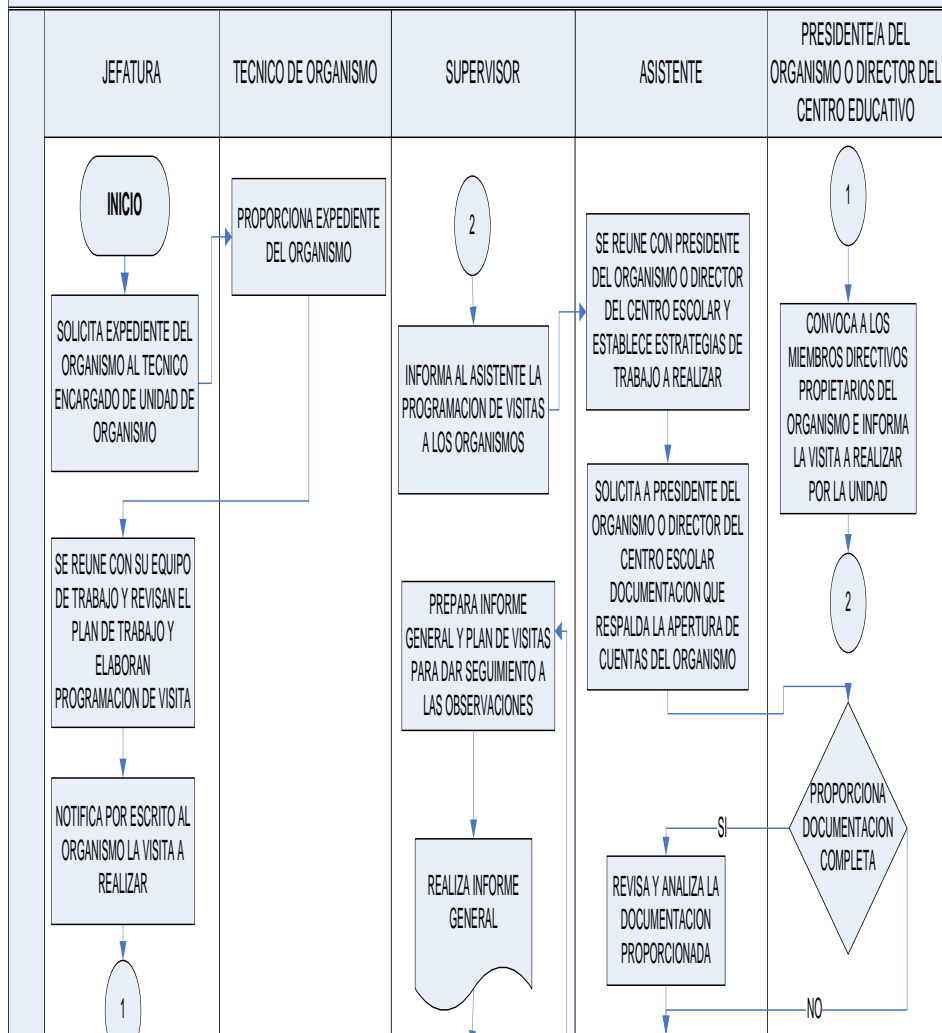 JEFATURA
TECNICO DE ORGANISMO
SUPERVISOR
ASISTENTE
PRESIDENTE/A DEL
ORGANISMO O DIRECTOR DEL
CENTRO EDUCATIVO
INICIO
SOLICITA EXPEDIENTE DEL
ORGANISMO AL TECNICO
ENCARGADO DE UNIDAD DE
ORGANISMO
SE REUNE CON SU EQUIPO
DE TRABAJO Y REVISAN EL
PLAN DE TRABAJO Y
ELABORAN
PROGRAMACION DE VISITA
NOTIFICA POR ESCRITO AL
ORGANISMO LA VISITA A
REALIZAR
1
PROPORCIONA EXPEDIENTE
DEL ORGANISMO
2
INFORMA AL ASISTENTE LA
PROGRAMACION DE VISITAS
A LOS ORGANISMOS
PREPARA INFORME
GENERAL Y PLAN DE VISITAS
PARA DAR SEGUIMIENTO A
LAS OBSERVACIONES
REALIZA INFORME
GENERAL
SE REUNE CON PRESIDENTE
DEL ORGANISMO O DIRECTOR
DEL CENTRO ESCOLAR Y
ESTABLECE ESTRATEGIAS DE
TRABAJO A REALIZAR
SOLICITA A PRESIDENTE DEL
ORGANISMO O DIRECTOR DEL
CENTRO ESCOLAR
DOCUMENTACION QUE
RESPALDA LA APERTURA DE
CUENTAS DEL ORGANISMO
SI
REVISA Y ANALIZA LA
DOCUMENTACION
PROPORCIONADA
1
CONVOCA A LOS
MIEMBROS DIRECTIVOS
PROPIETARIOS DEL
ORGANISMO E INFORMA
LA VISITA A REALIZAR
POR LA UNIDAD
2
PROPORCIONA
DOCUMENTACION
COMPLETA
NO